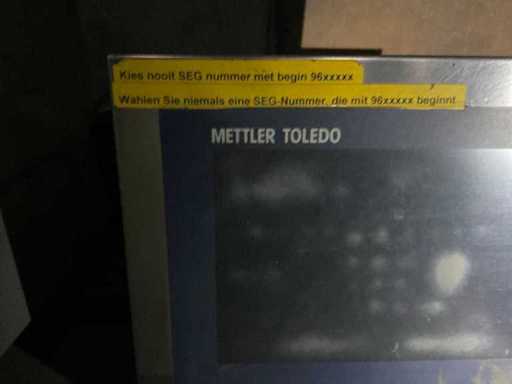 Kies nooit SEG nummer met begin 96xxxxx
Wahlen Sie niemals eine SEG-Nummer, die mit 96xxxxx beginnt
METTLER TOLEDO